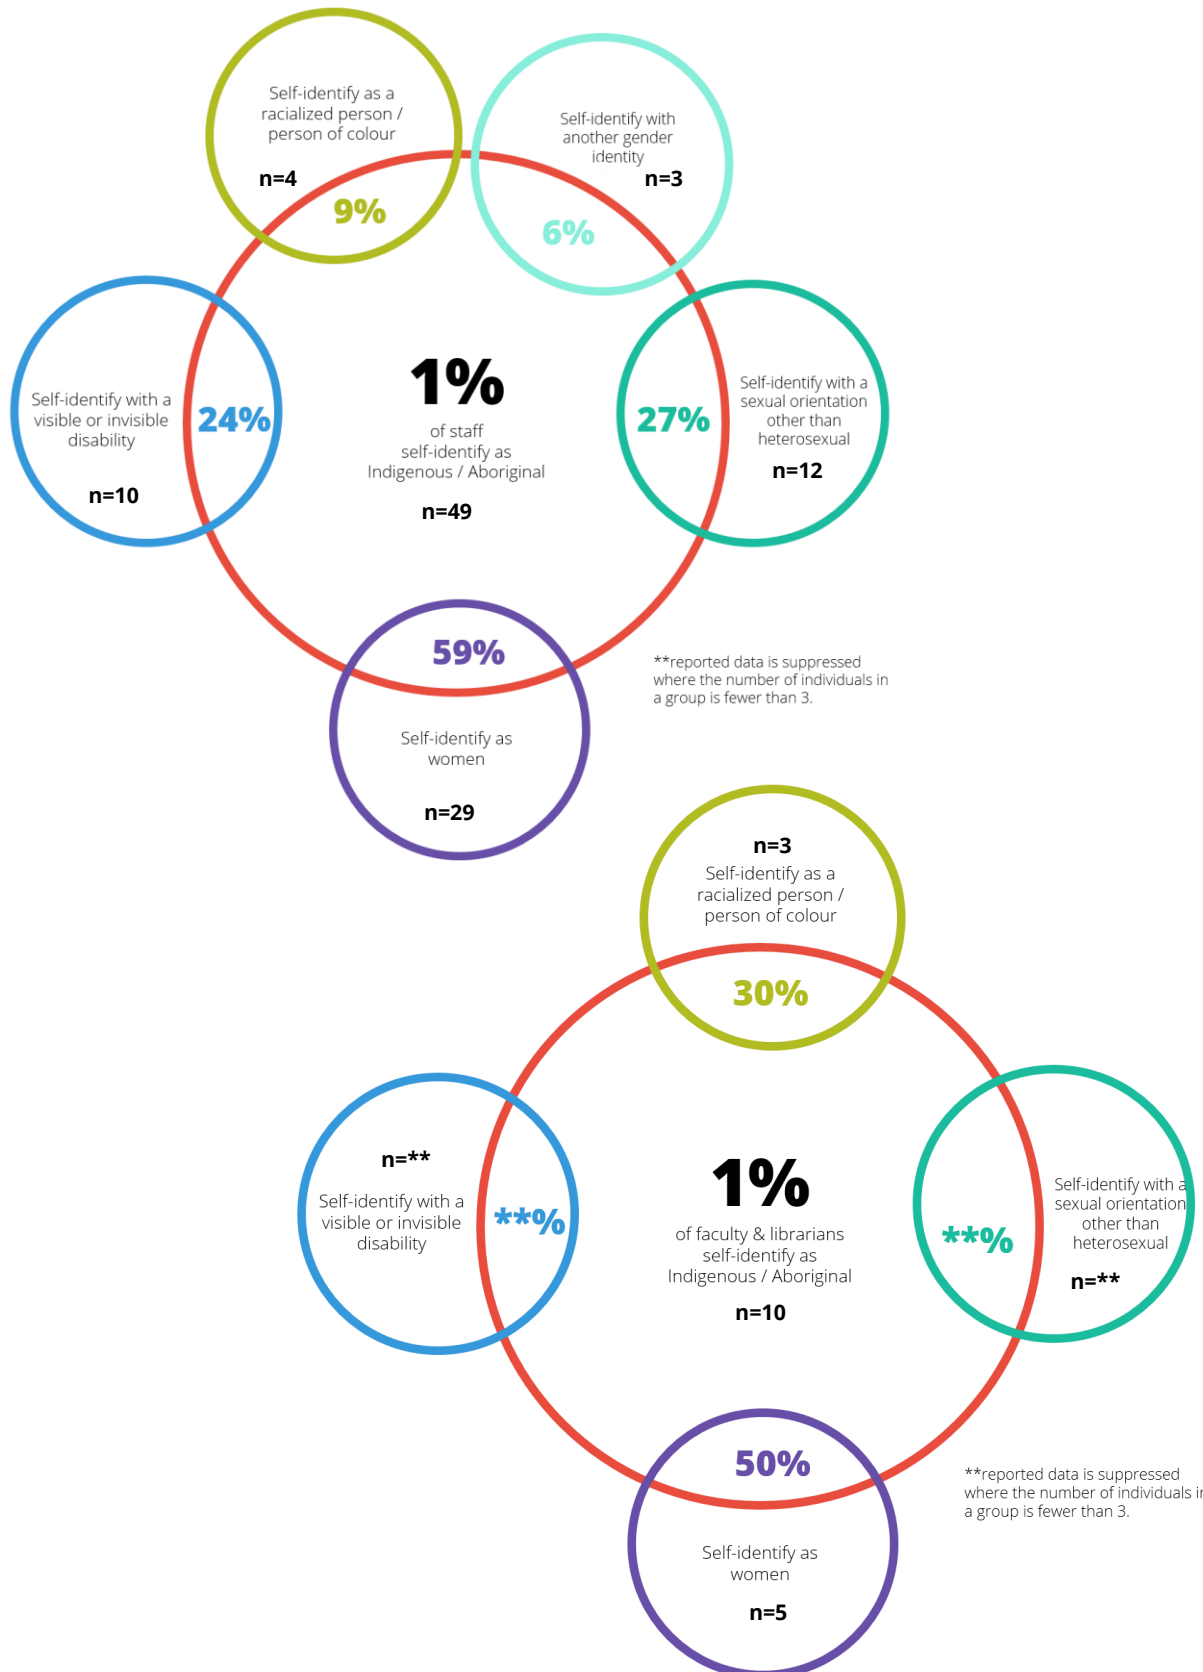 Self-identify as a
racialized person /
person of colour
n=4
9%
Self-identify with
another gender
identity
n=3
6%
Self-identify with a
visible or invisible
disability
n=10
24%
1%
of staff
self-identify as
Indigenous / Aboriginal
n=49
27%
Self-identify with a
sexual orientation
other than
heterosexual
n=12
59%
Self-identify as
women
n=29
**reported data is suppressed
where the number of individuals in
a group is fewer than 3.
n=3
Self-identify as a
racialized person /
person of colour
30%
n=**
Self-identify with a
visible or invisible
disability
**%
1%
of faculty & librarians
self-identify as
Indigenous / Aboriginal
n=10
**%
Self-identify with a
sexual orientation
other than
heterosexual
n=**
50%
Self-identify as
women
n=5
**reported data is suppressed
where the number of individuals in
a group is fewer than 3.